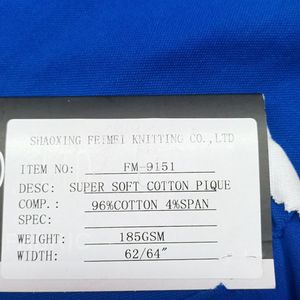 SHAOXING FEIMEI KNITTING CO.,LTD
ITEM NO: FM-9151
DESC: SUPER SOFT COTTON PIQUE
COMP.: 96%COTTON 4%SPAN
SPEC:
WEIGHT: 185GSM
WIDTH: 62/64"